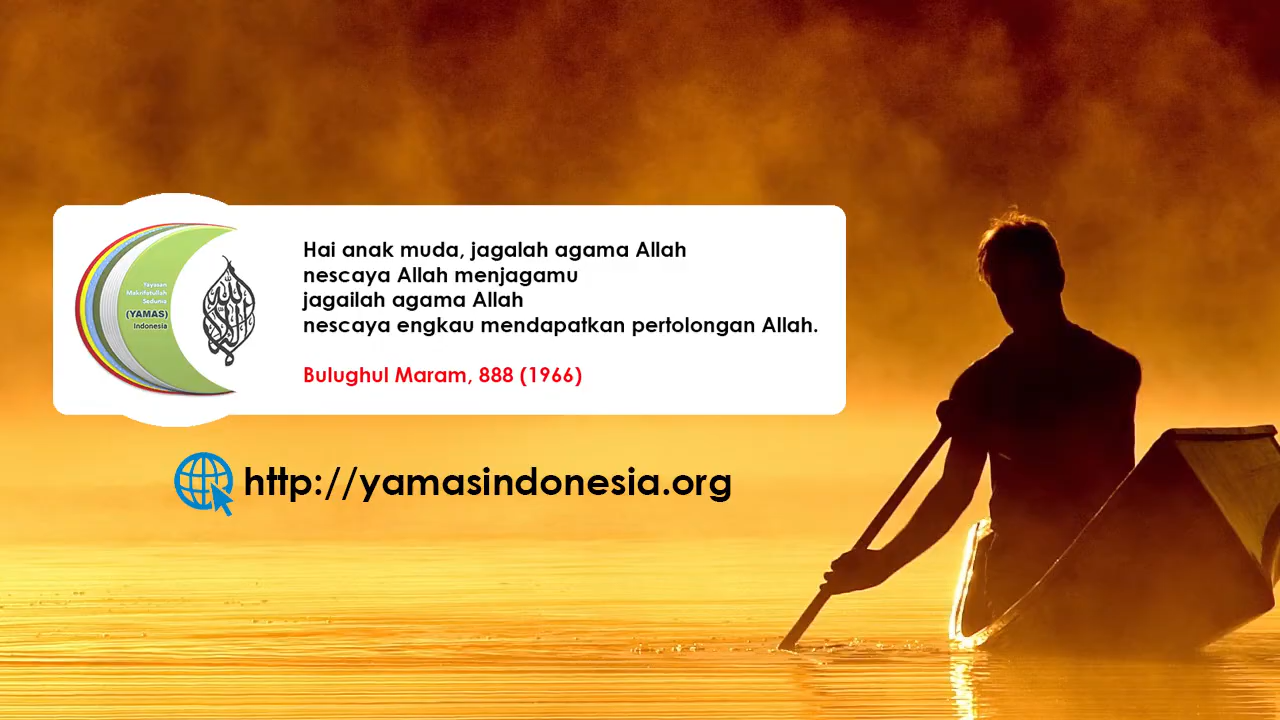 Yayasan
Makrifatullah
Sedunia
(YAMAS)
Indonesia
Hai anak muda, jagalah agama Allah
nescaya Allah menjagamu
jagailah agama Allah
nescaya engkau mendapatkan pertolongan Allah.
Bulughul Maram, 888 (1966)
http://yamasindonesia.org